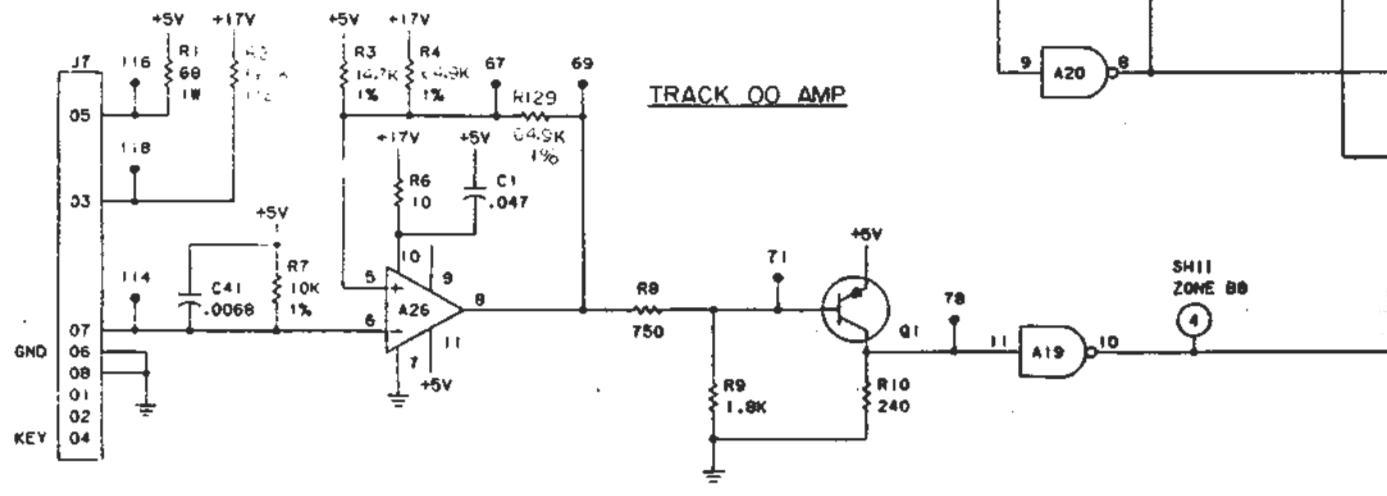 +5V +17V +5V +17V
J7 116 R1 68 1W
R3 14.7K 1%
R4 64.9K 1%
67 69
R129 64.9K 1%
TRACK 00 AMP
9 A20 8
05
118
03
+17V +5V
R6 10
C1 .047
+5V
114 C41 .0068
R7 10K 1%
10 9
5 + A26 8
6 -
7 11
+5V
07
GND 06
08
01
02
KEY 04
R8 750
71
+5V
Q1
78
R9 1.8K
R10 240
11 A19 10
SH11
ZONE B8
4